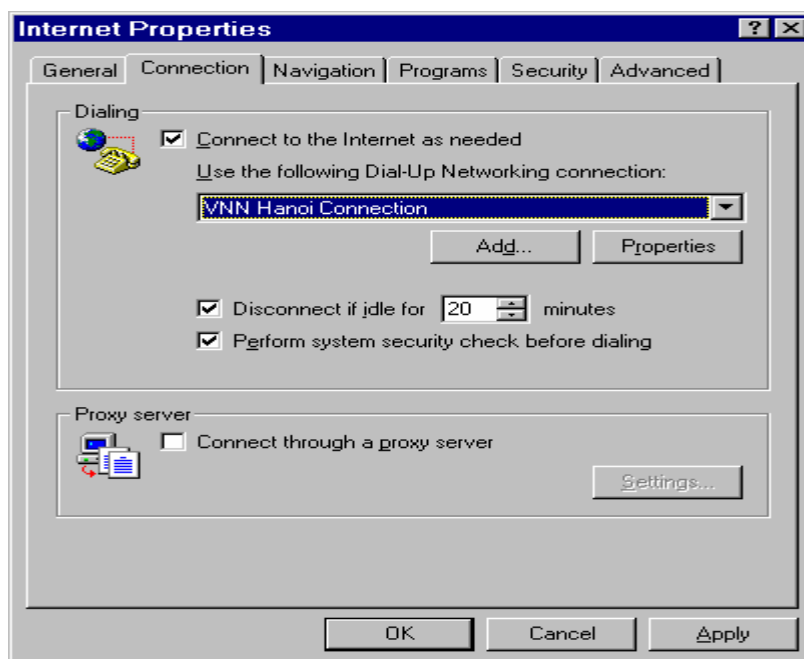 Internet Properties
General Connection Navigation Programs Security Advanced
Dialing
Connect to the Internet as needed
Use the following Dial-Up Networking connection:
VNN Hanoi Connection
Add... Properties
Disconnect if idle for 20 minutes
Perform system security check before dialing
Proxy server
Connect through a proxy server
Settings...
OK Cancel Apply